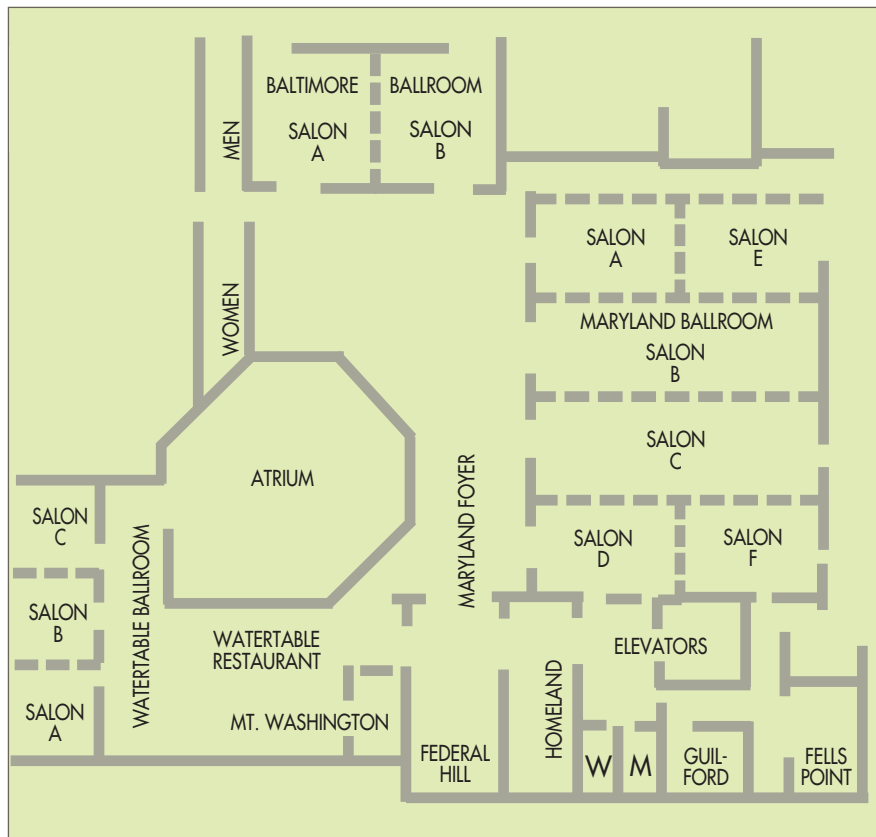 BALTIMORE
BALLROOM
MEN
SALON
A
SALON
B
SALON
A
SALON
E
WOMEN
MARYLAND BALLROOM
SALON
B
SALON
C
ATRIUM
MARYLAND FOYER
SALON
C
SALON
D
SALON
F
WATERTABLE BALLROOM
SALON
B
WATERTABLE
RESTAURANT
ELEVATORS
SALON
A
MT. WASHINGTON
HOMELAND
FEDERAL
HILL
W
M
GUIL-
FORD
FELLS
POINT